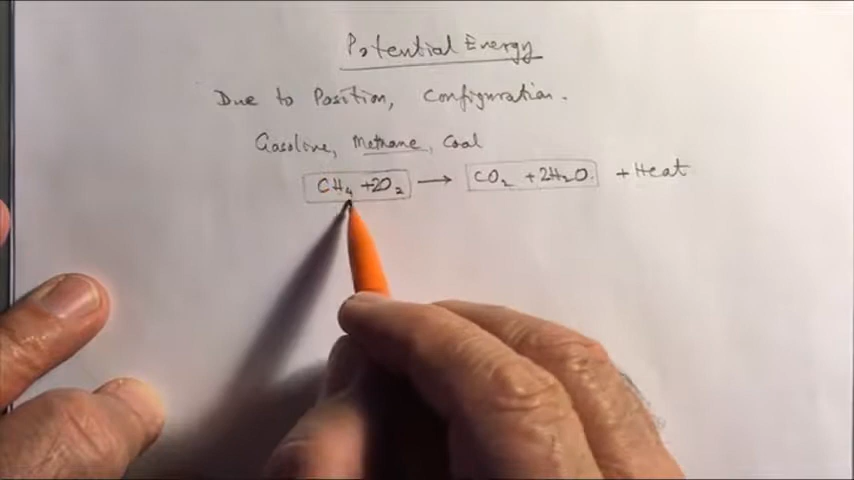 Potential Energy
Due to Position, Configuration.
Gasoline, Methane, Coal
CH₄ +2O₂ → CO₂ +2H₂O. +Heat